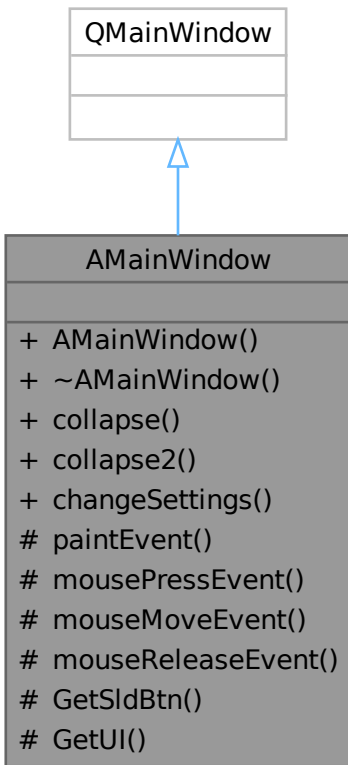 QMainWindow
AMainWindow
+ AMainWindow()
+ ~AMainWindow()
+ collapse()
+ collapse2()
+ changeSettings()
# paintEvent()
# mousePressEvent()
# mouseMoveEvent()
# mouseReleaseEvent()
# GetSldBtn()
# GetUI()